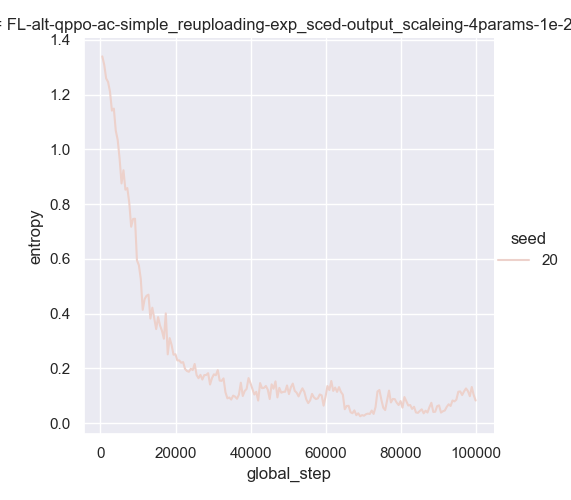 = FL-alt-qppo-ac-simple_reuploading-exp_sced-output_scaleing-4params-1e-2
1.4
1.2
1.0
0.8
0.6
0.4
0.2
0.0
entropy
0 20000 40000 60000 80000 100000
global_step
seed
20